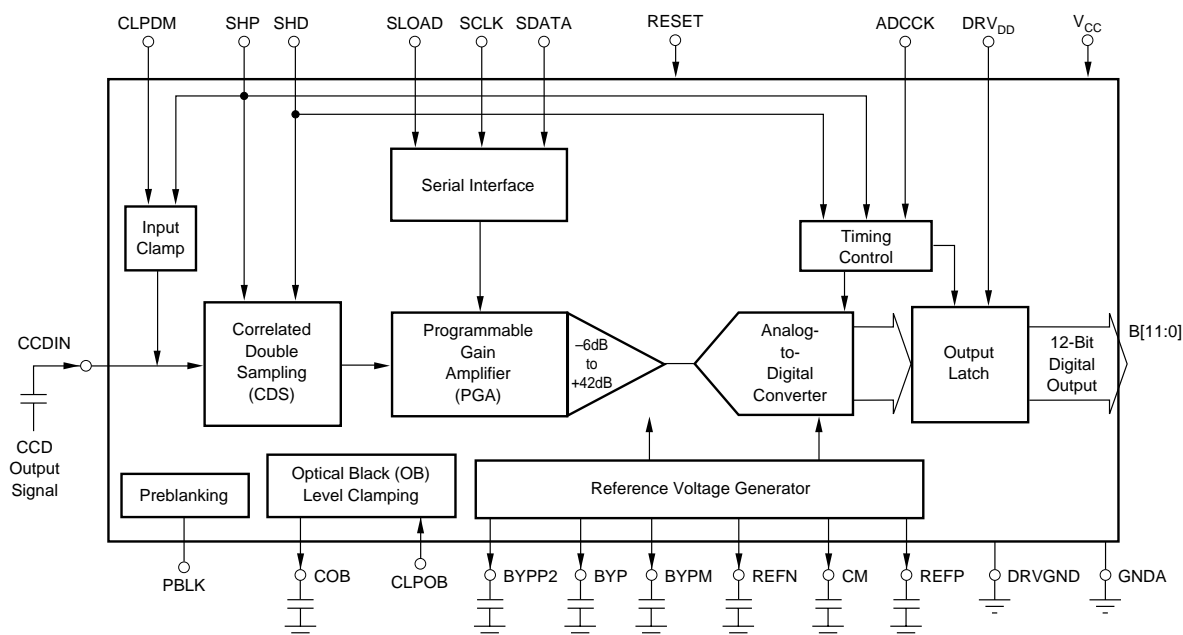 CLPDM SHP SHD SLOAD SCLK SDATA RESET ADCCK DRVDD VCC
Serial Interface
Input
Clamp
Timing
Control
CCDIN
Correlated
Double
Sampling
(CDS)
Programmable
Gain
Amplifier
(PGA)
–6dB
to
+42dB
Analog-
to-
Digital
Converter
Output
Latch
12-Bit
Digital
Output
B[11:0]
CCD
Output
Signal
Preblanking
Optical Black (OB)
Level Clamping
Reference Voltage Generator
PBLK COB CLPOB BYPP2 BYP BYPM REFN CM REFP DRVGND GNDA